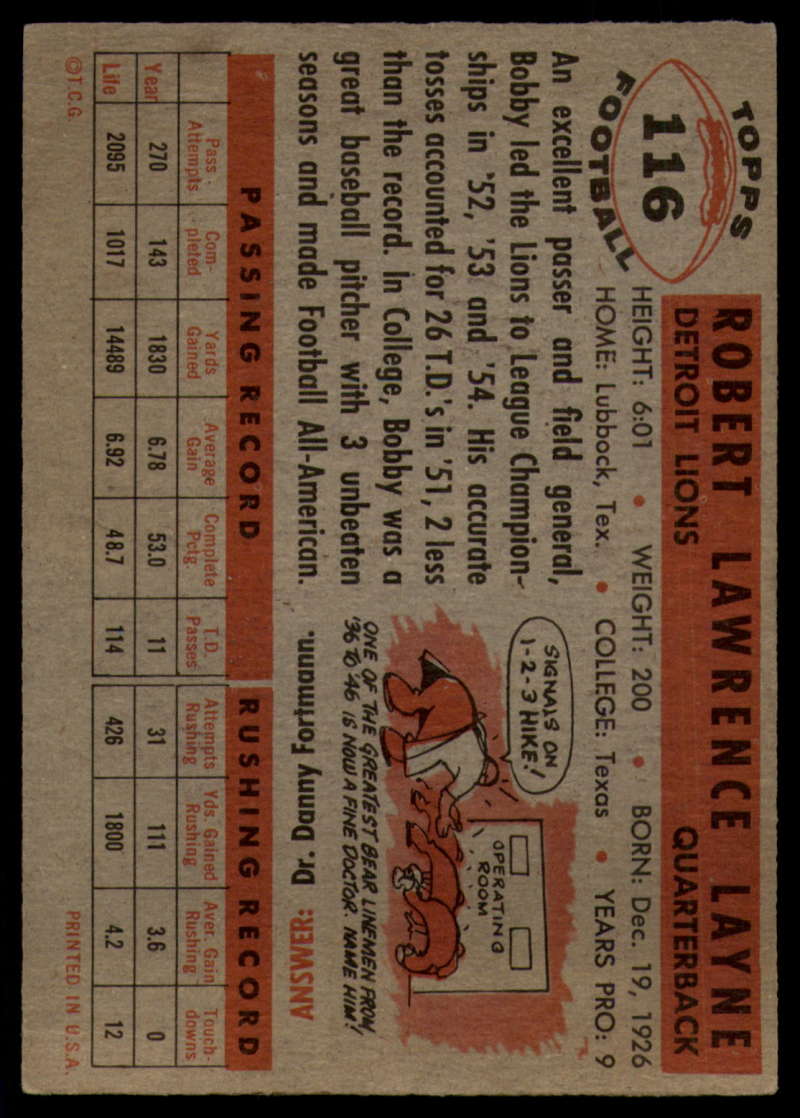 TOPPS
116
FOOTBALL
ROBERT LAWRENCE LAYNE
DETROIT LIONS QUARTERBACK
HEIGHT: 6:01 • WEIGHT: 200 • BORN: Dec. 19, 1926
HOME: Lubbock, Tex. • COLLEGE: Texas • YEARS PRO: 9
An excellent passer and field general,
Bobby led the Lions to League Champion-
ships in '52, '53 and '54. His accurate
tosses accounted for 26 T.D.'s in '51, 2 less
than the record. In College, Bobby was a
great baseball pitcher with 3 unbeaten
seasons and made Football All-American.
SIGNALS ON
1-2-3 HIKE!
OPERATING
ROOM
ONE OF THE GREATEST BEAR LINEMEN FROM
'36 TO '46 IS NOW A FINE DOCTOR. NAME HIM!
ANSWER: Dr. Danny Fortmann.
PASSING RECORD RUSHING RECORD
Pass Attempts Com-pleted Yards Gained Average Gain Complete Pctg. T.D. Passes Attempts Rushing Yds. Gained Rushing Aver. Gain Rushing Touch-downs
Year 270 143 1830 6.78 53.0 11 31 111 3.6 0
Life 2095 1017 14489 6.92 48.7 114 426 1800 4.2 12
©T.C.G. PRINTED IN U.S.A.